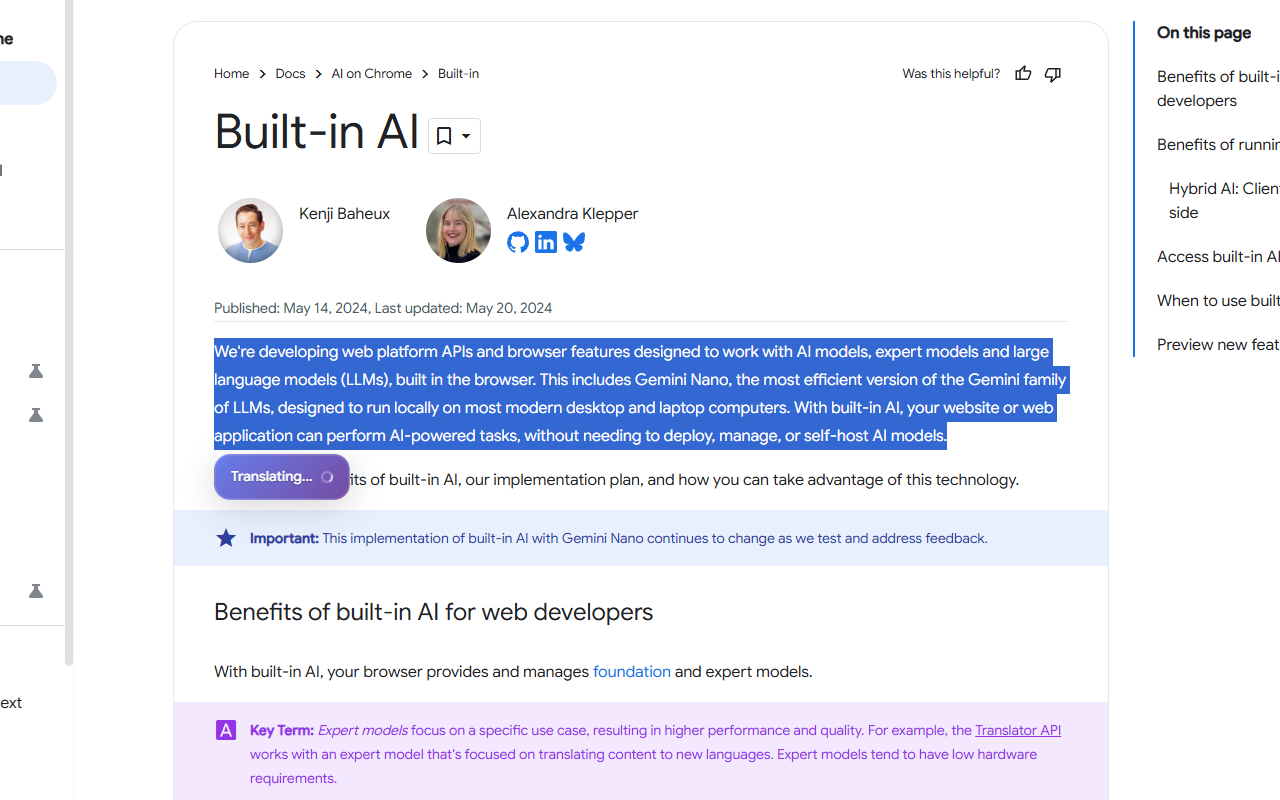 Home > Docs > AI on Chrome > Built-in
Was this helpful?
Built-in AI
Kenji Baheux
Alexandra Klepper
Published: May 14, 2024, Last updated: May 20, 2024
We're developing web platform APIs and browser features designed to work with AI models, expert models and large
language models (LLMs), built in the browser. This includes Gemini Nano, the most efficient version of the Gemini family
of LLMs, designed to run locally on most modern desktop and laptop computers. With built-in AI, your website or web
application can perform AI-powered tasks, without needing to deploy, manage, or self-host AI models.
Translating...
its of built-in AI, our implementation plan, and how you can take advantage of this technology.
Important: This implementation of built-in AI with Gemini Nano continues to change as we test and address feedback.
Benefits of built-in AI for web developers
With built-in AI, your browser provides and manages foundation and expert models.
Key Term: Expert models focus on a specific use case, resulting in higher performance and quality. For example, the Translator API
works with an expert model that's focused on translating content to new languages. Expert models tend to have low hardware
requirements.
On this page
Benefits of built-i
developers
Benefits of runnin
Hybrid AI: Client
side
Access built-in AI
When to use built
Preview new feat
ne
ext